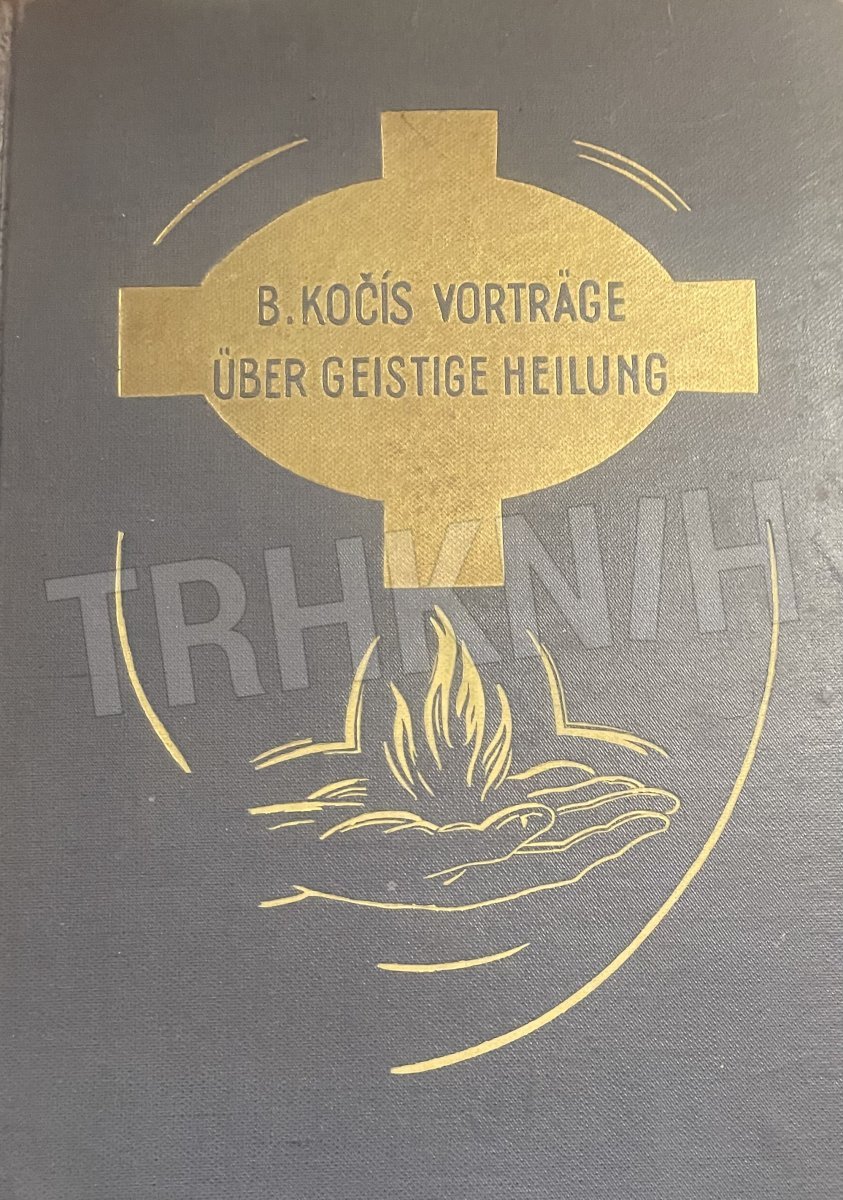 B. KOČÍS VORTRÄGE
ÜBER GEISTIGE HEILUNG
TRHKNIH